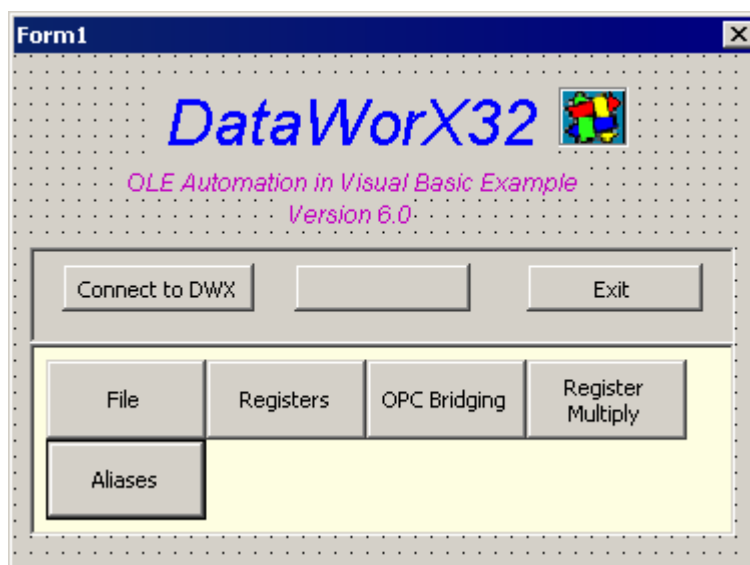 Form1
DataWorX32
OLE Automation in Visual Basic Example
Version 6.0
Connect to DWX
Exit
File
Registers
OPC Bridging
Register
Multiply
Aliases